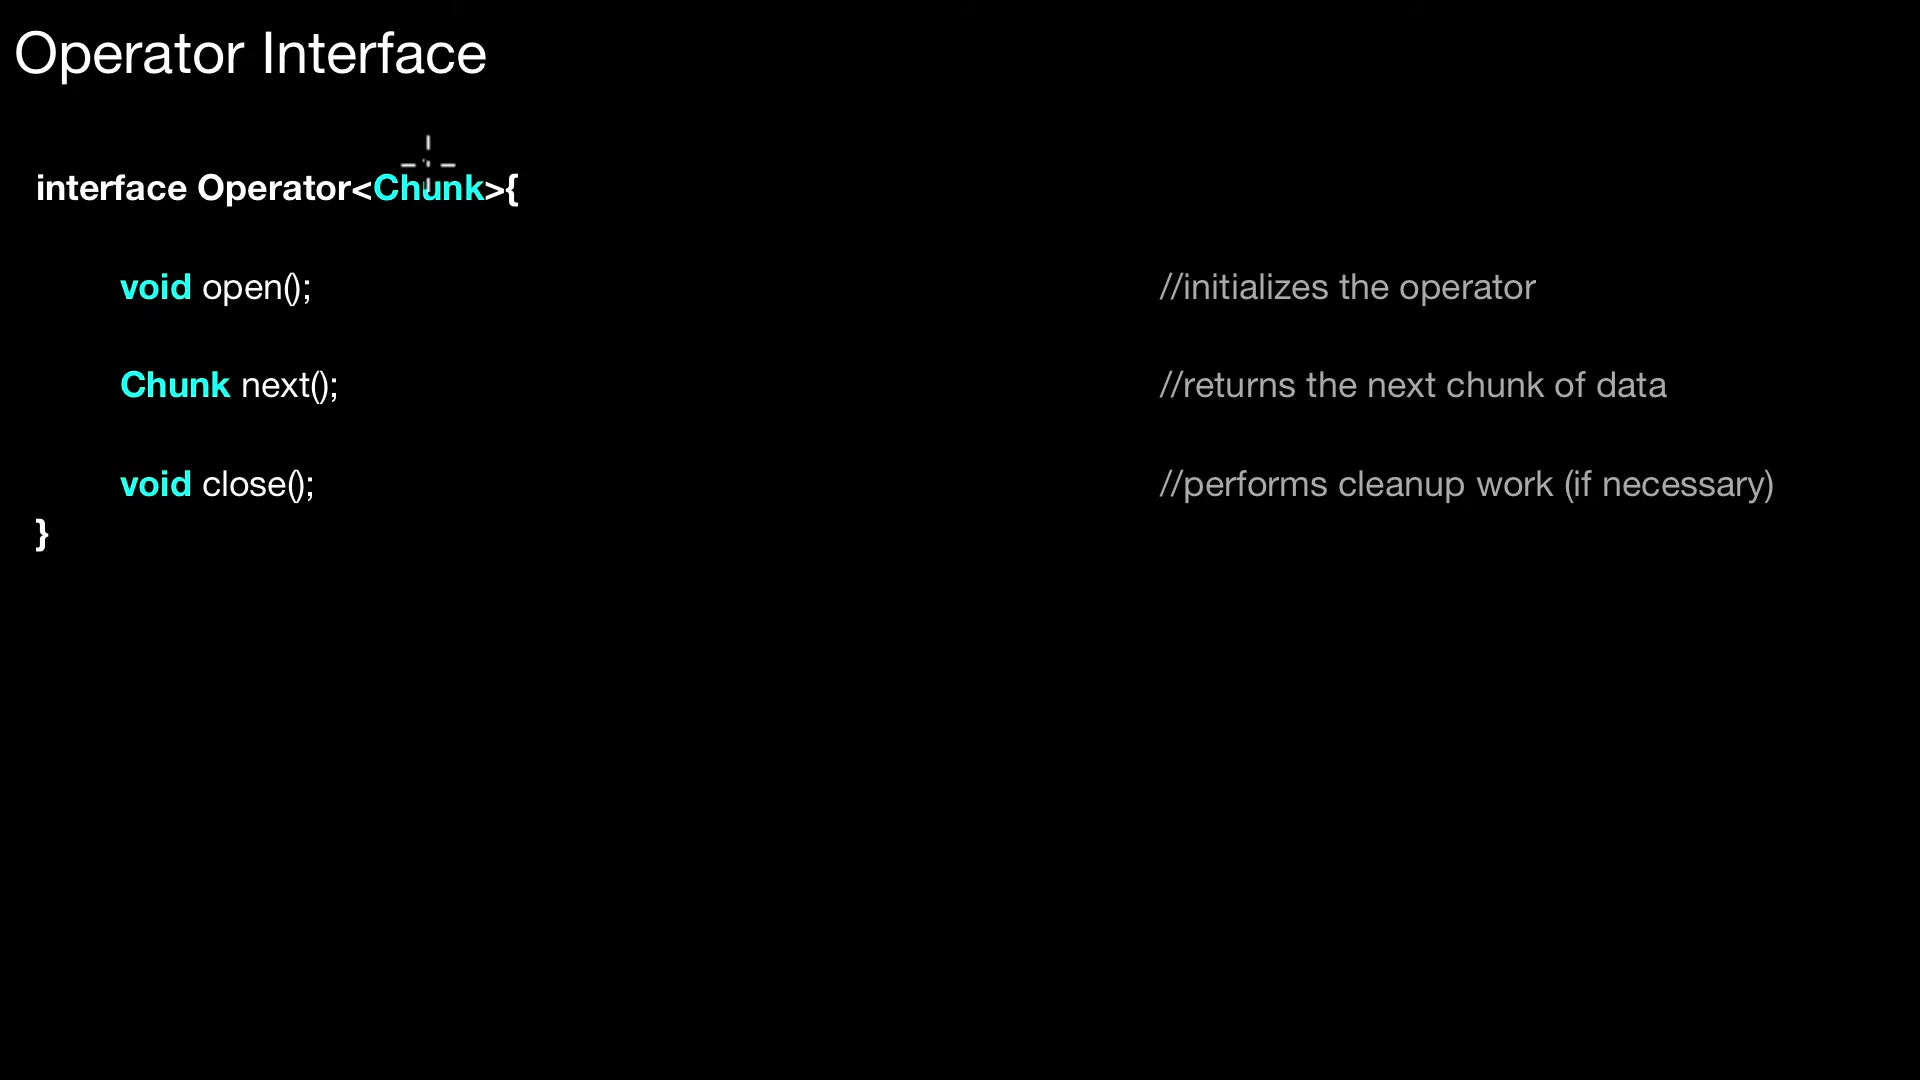 Operator Interface
interface Operator<Chunk>{
void open(); //initializes the operator
Chunk next(); //returns the next chunk of data
void close(); //performs cleanup work (if necessary)
}